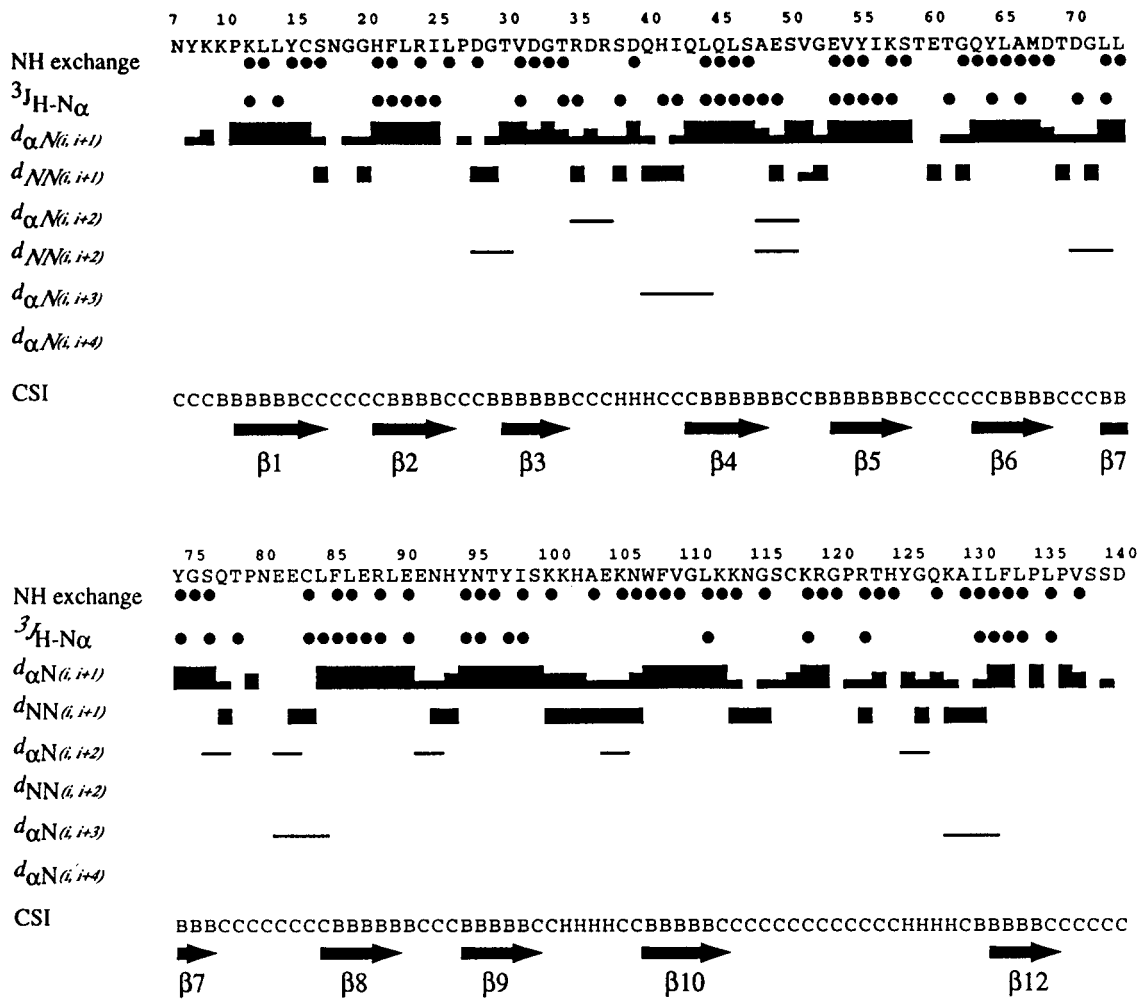 7 10 15 20 25 30 35 40 45 50 55 60 65 70
NYKKPKLLYCSNGGHFLRILPDGTVDGTRDRSDQHIQLQLSAESVGEVYIKSTETGQYLAMDTDGLL
NH exchange
³JH-Nα
dαN(i, i+1)
dNN(i, i+1)
dαN(i, i+2)
dNN(i, i+2)
dαN(i, i+3)
dαN(i, i+4)
CSI CCCBBBBBBCCCCCCBBBBCCCBBBBBBCCCHHHCCCBBBBBBCCBBBBBBBCCCCCCBBBBCCCBB
β1 β2 β3 β4 β5 β6 β7
75 80 85 90 95 100 105 110 115 120 125 130 135 140
YGSQTPNEECLFLERLEENHYNTYISKKHAEKNWFVGLKKNGSCKRGPRTHYGQKAILFLPLPVSSD
NH exchange
³JH-Nα
dαN(i, i+1)
dNN(i, i+1)
dαN(i, i+2)
dNN(i, i+2)
dαN(i, i+3)
dαN(i, i+4)
CSI BBBCCCCCCCCBBBBBBCCCBBBBBCCHHHHCCBBBBBCCCCCCCCCCCCCHHHHCBBBBBCCCCCC
β7 β8 β9 β10 β12